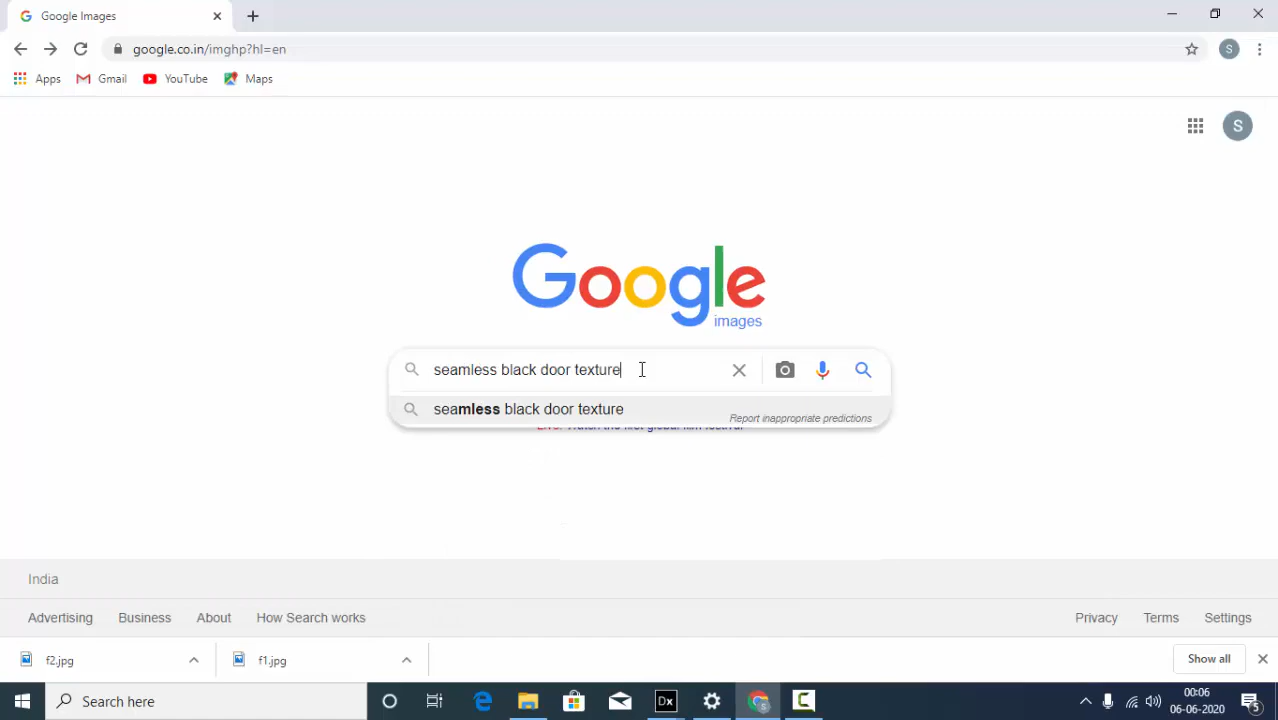 Google Images
google.co.in/imghp?hl=en
S
Apps Gmail YouTube Maps
S
Google
images
seamless black door texture
seamless black door texture
Report inappropriate predictions
India
Advertising Business About How Search works
Privacy Terms Settings
f2.jpg f1.jpg Show all
Search here
Dx
00:06
06-06-2020
5